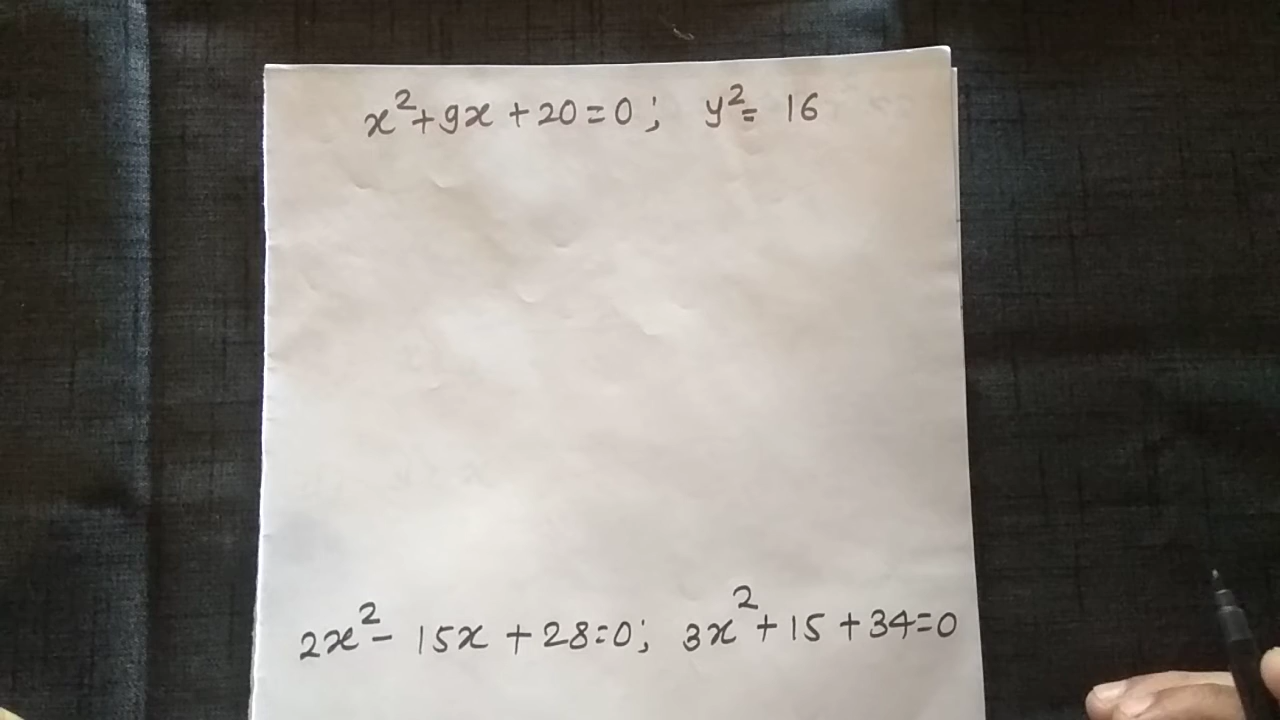 x²+9x+20=0; y²= 16
2x²- 15x+28=0; 3x²+15+34=0